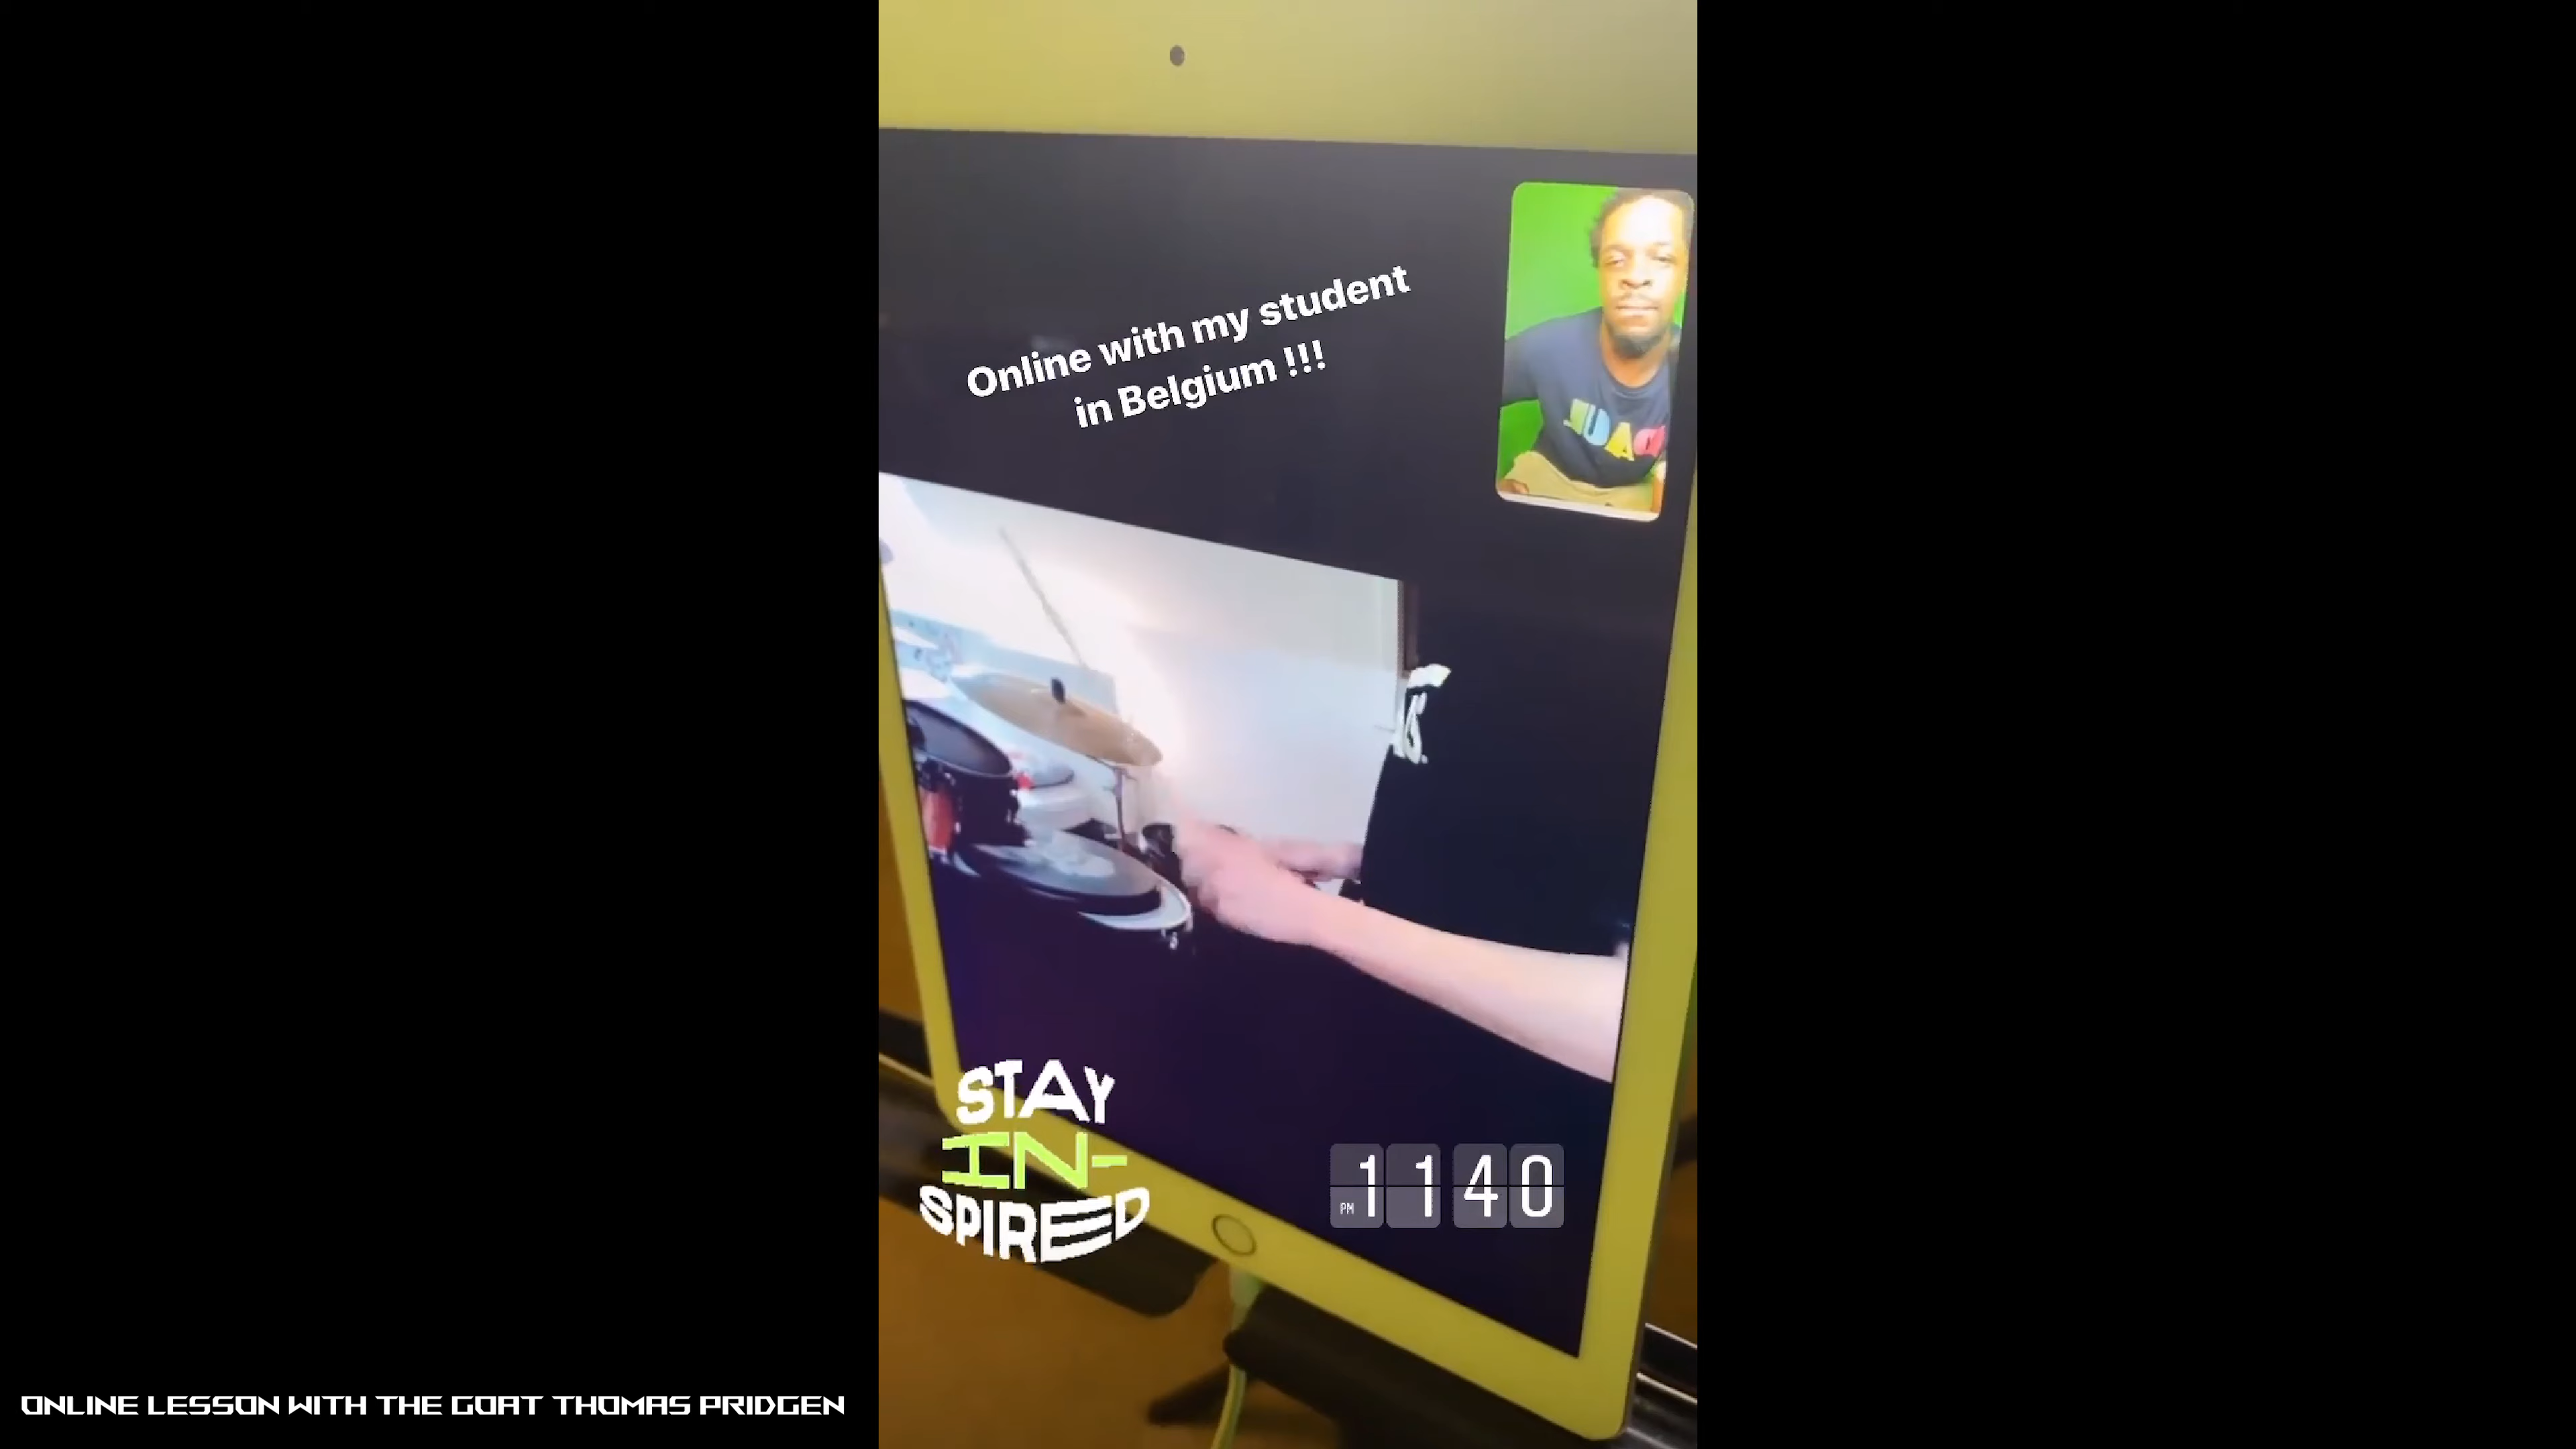 Online with my student
in Belgium !!!
STAY
IN-
SPIRED
PM 11 40
ONLINE LESSON WITH THE GOAT THOMAS PRIDGEN